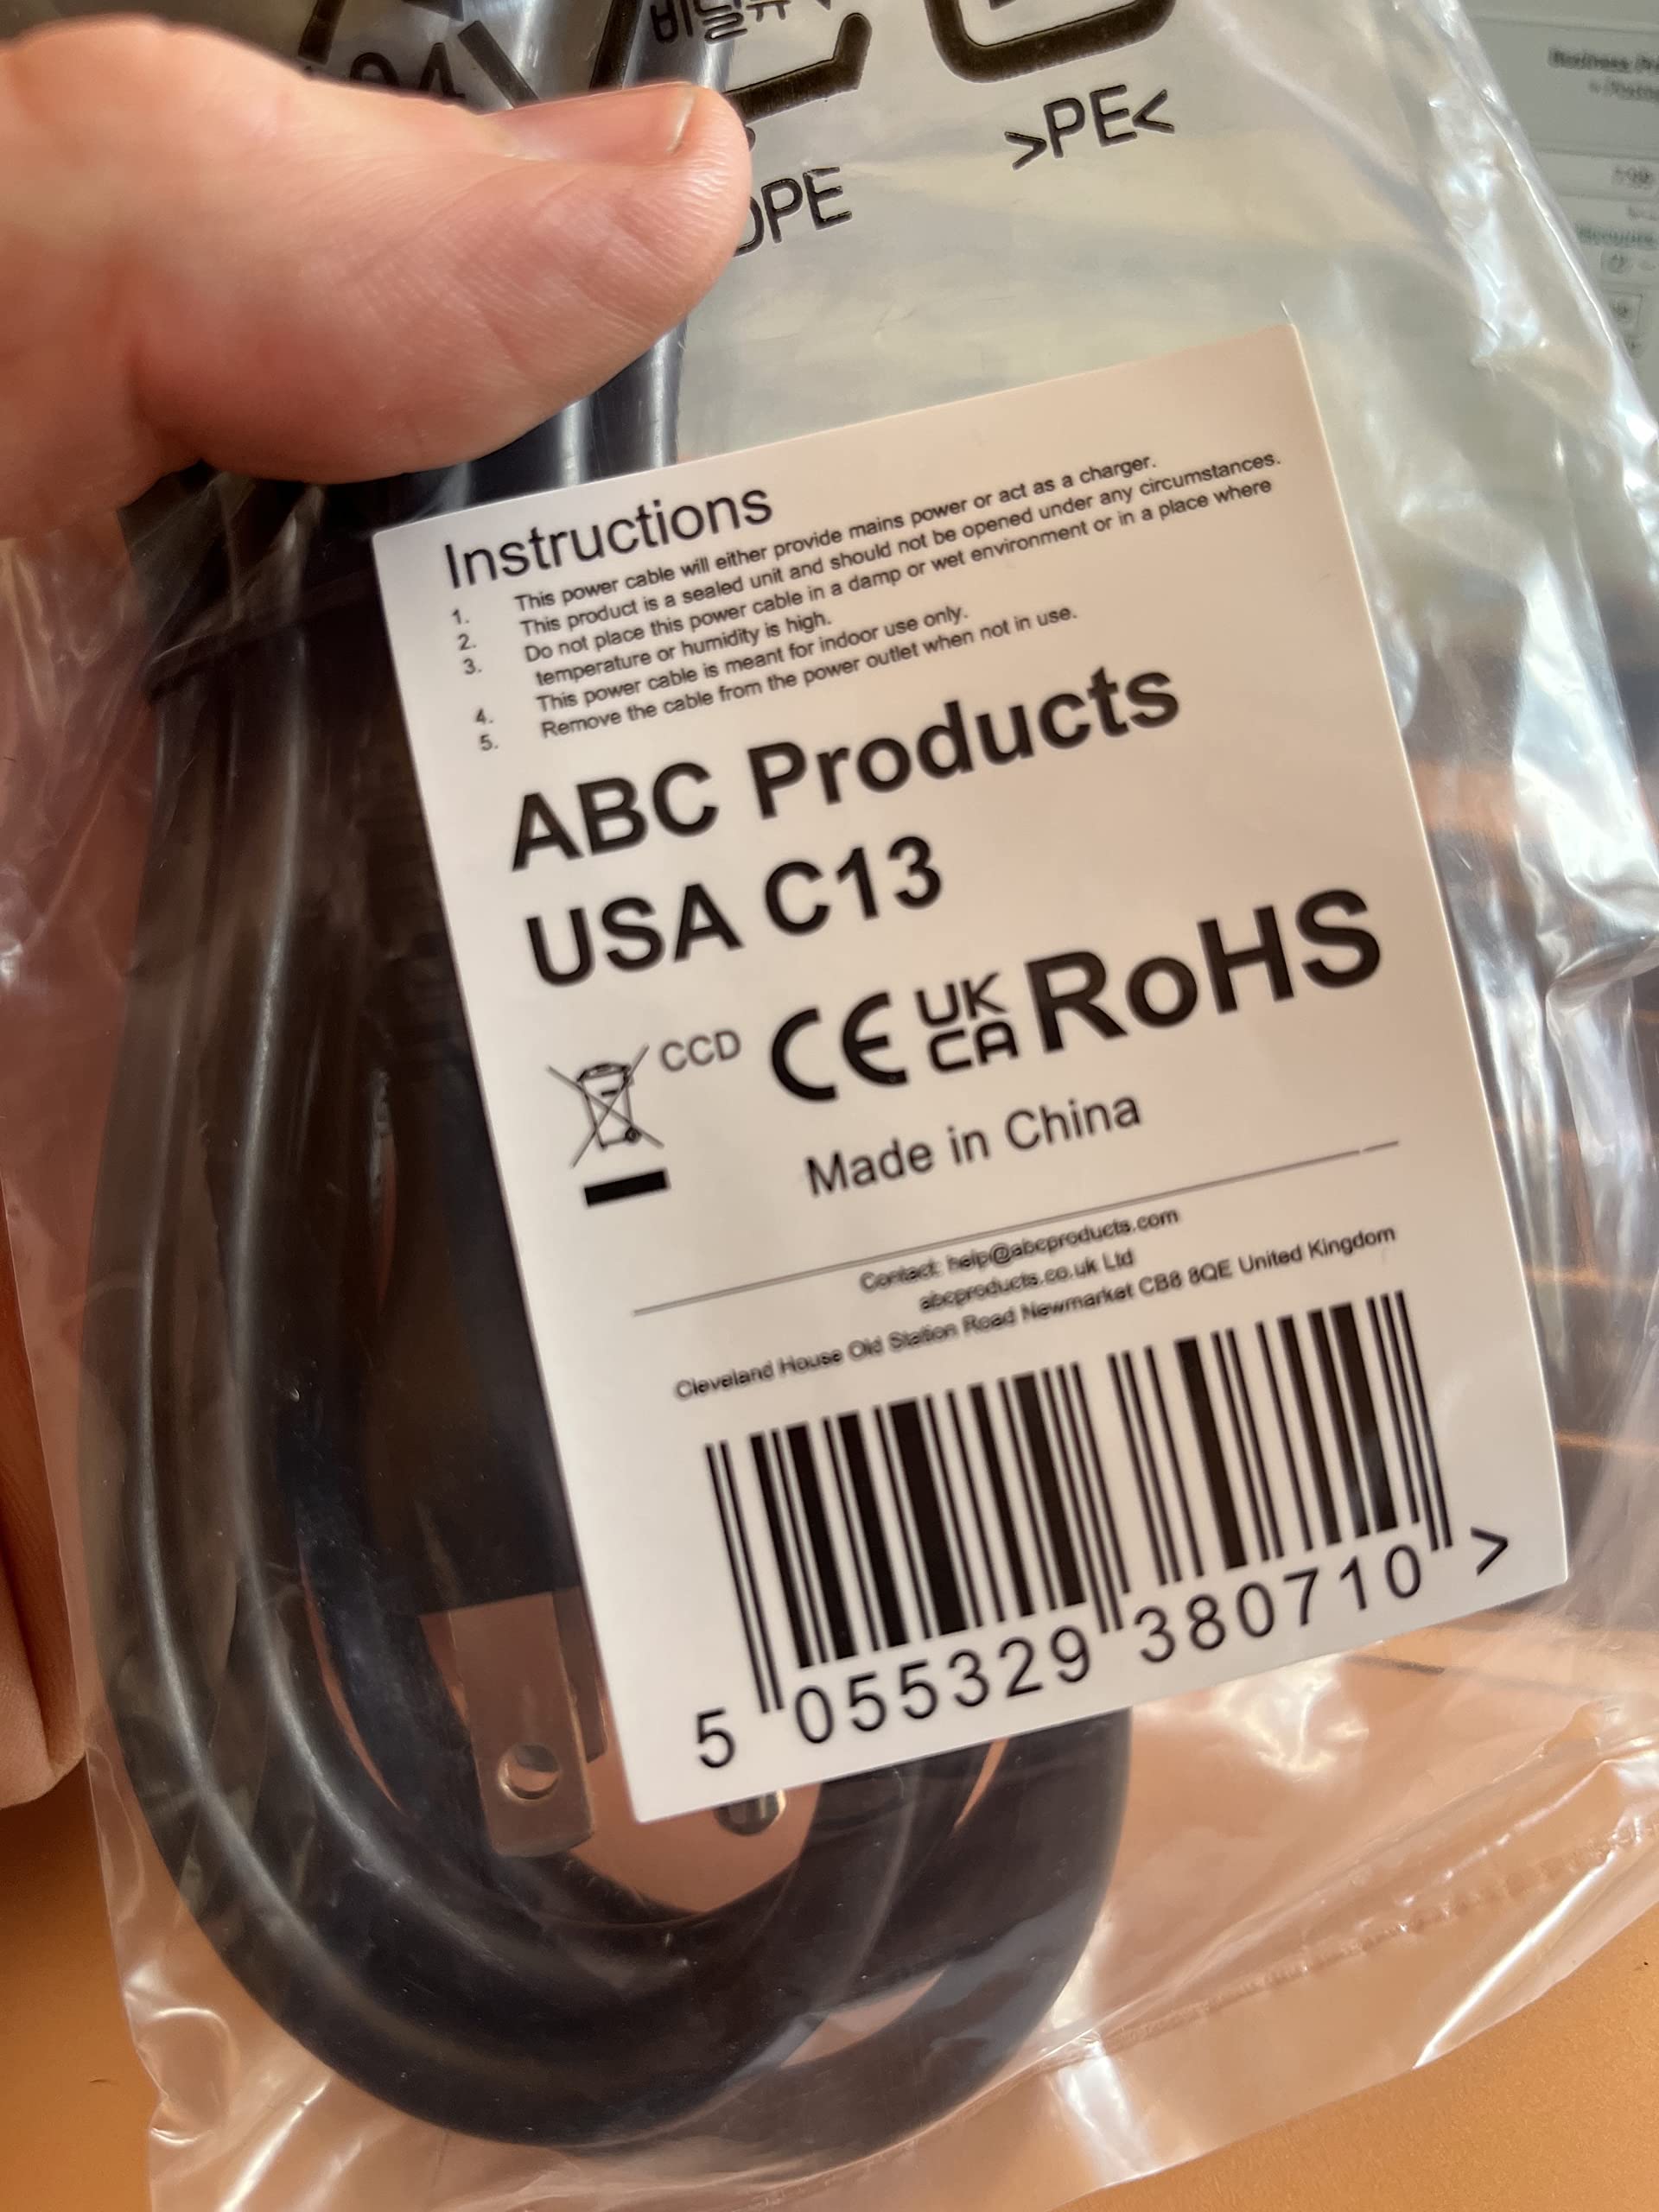 04
비닐류
>PE<
DPE
Instructions
1. This power cable will either provide mains power or act as a charger.
2. This product is a sealed unit and should not be opened under any circumstances.
3. Do not place this power cable in a damp or wet environment or in a place where
temperature or humidity is high.
4. This power cable is meant for indoor use only.
5. Remove the cable from the power outlet when not in use.
ABC Products
USA C13
CCD CE UK CA RoHS
Made in China
Contact: help@abcproducts.com
abcproducts.co.uk Ltd
Cleveland House Old Station Road Newmarket CB8 8QE United Kingdom
5 055329 380710 >